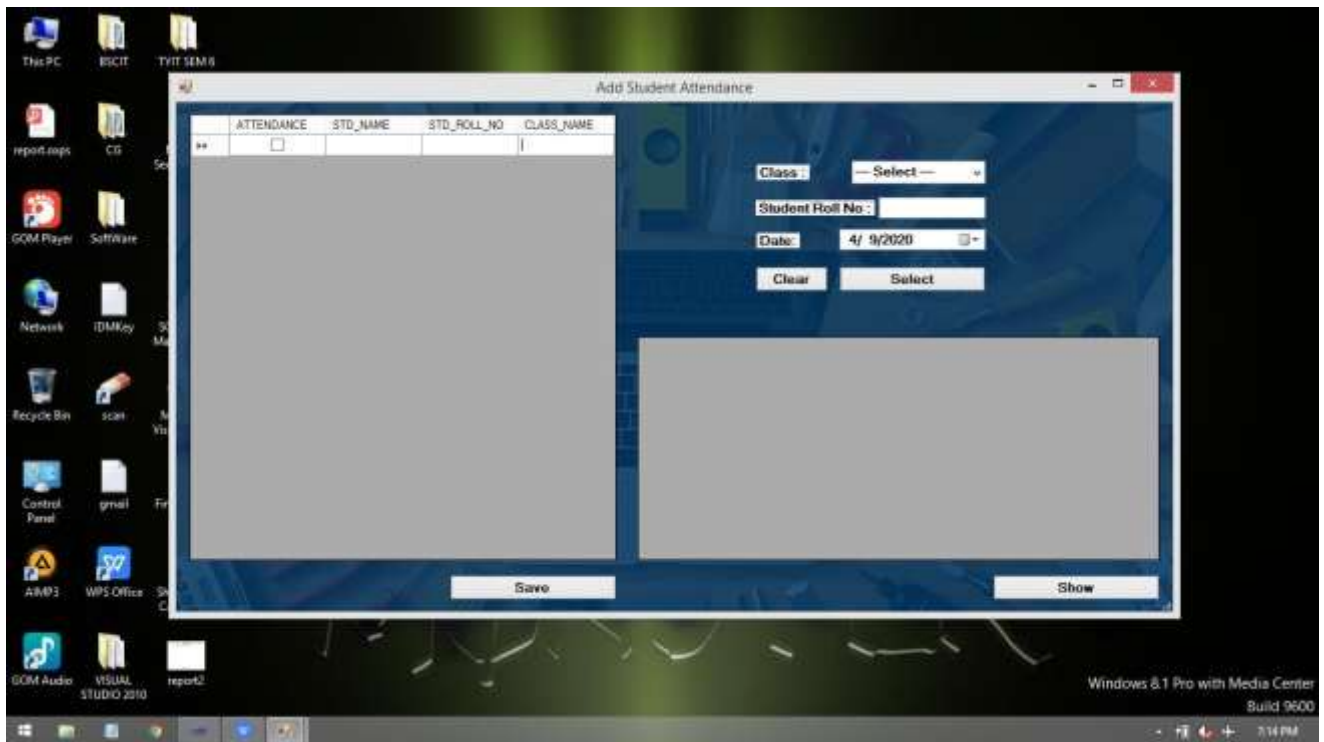 This PC
BSCIT
TYIT SEM 6
Add Student Attendance
ATTENDANCE STD_NAME STD_ROLL_NO CLASS_NAME
Class :
--- Select ---
Student Roll No :
Date:
4/ 9/2020
Clear
Select
Save
Show
report.oops
CG
GOM Player
SoftWare
Network
IDMKey
Recycle Bin
scan
Control
Panel
gmail
AIMP3
WPS Office
GOM Audio
VISUAL
STUDIO 2010
report2
Windows 8.1 Pro with Media Center
Build 9600
7:14 PM